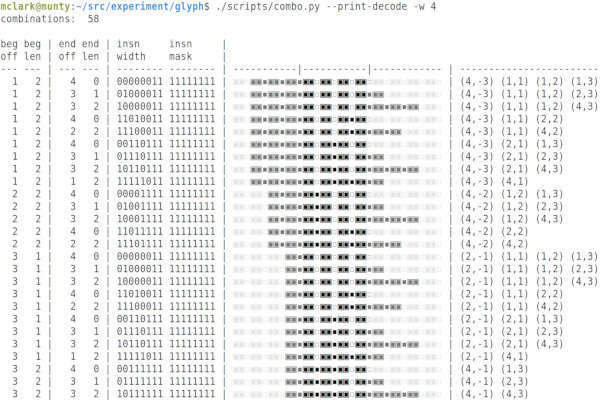 mclark@munty:~/src/experiment/glyph$ ./scripts/combo.py --print-decode -w 4
combinations:  58
beg beg | end end | insn     insn     |
off len | off len | width    mask     | -----------|-----------|------------ | ------------------------
--- --- | --- --- | -------- -------- |
1   2 |   4   0 | 00000011 11111111 | | (4,-3) (1,1) (1,2) (1,3)
1   2 |   3   1 | 01000011 11111111 | | (4,-3) (1,1) (1,2) (2,3)
1   2 |   3   2 | 10000011 11111111 | | (4,-3) (1,1) (1,2) (4,3)
1   2 |   4   0 | 11010011 11111111 | | (4,-3) (1,1) (2,2)
1   2 |   2   2 | 11100011 11111111 | | (4,-3) (1,1) (4,2)
1   2 |   4   0 | 00110111 11111111 | | (4,-3) (2,1) (1,3)
1   2 |   3   1 | 01110111 11111111 | | (4,-3) (2,1) (2,3)
1   2 |   3   2 | 10110111 11111111 | | (4,-3) (2,1) (4,3)
1   2 |   1   2 | 11111011 11111111 | | (4,-3) (4,1)
2   2 |   4   0 | 00001111 11111111 | | (4,-2) (1,2) (1,3)
2   2 |   3   1 | 01001111 11111111 | | (4,-2) (1,2) (2,3)
2   2 |   3   2 | 10001111 11111111 | | (4,-2) (1,2) (4,3)
2   2 |   4   0 | 11011111 11111111 | | (4,-2) (2,2)
2   2 |   2   2 | 11101111 11111111 | | (4,-2) (4,2)
3   1 |   4   0 | 00000011 11111111 | | (2,-1) (1,1) (1,2) (1,3)
3   1 |   3   1 | 01000011 11111111 | | (2,-1) (1,1) (1,2) (2,3)
3   1 |   3   2 | 10000011 11111111 | | (2,-1) (1,1) (1,2) (4,3)
3   1 |   4   0 | 11010011 11111111 | | (2,-1) (1,1) (2,2)
3   1 |   2   2 | 11100011 11111111 | | (2,-1) (1,1) (4,2)
3   1 |   4   0 | 00110111 11111111 | | (2,-1) (2,1) (1,3)
3   1 |   3   1 | 01110111 11111111 | | (2,-1) (2,1) (2,3)
3   1 |   3   2 | 10110111 11111111 | | (2,-1) (2,1) (4,3)
3   1 |   1   2 | 11111011 11111111 | | (2,-1) (4,1)
3   2 |   4   0 | 00111111 11111111 | | (4,-1) (1,3)
3   2 |   3   1 | 01111111 11111111 | | (4,-1) (2,3)
3   2 |   3   2 | 10111111 11111111 | | (4,-1) (4,3)